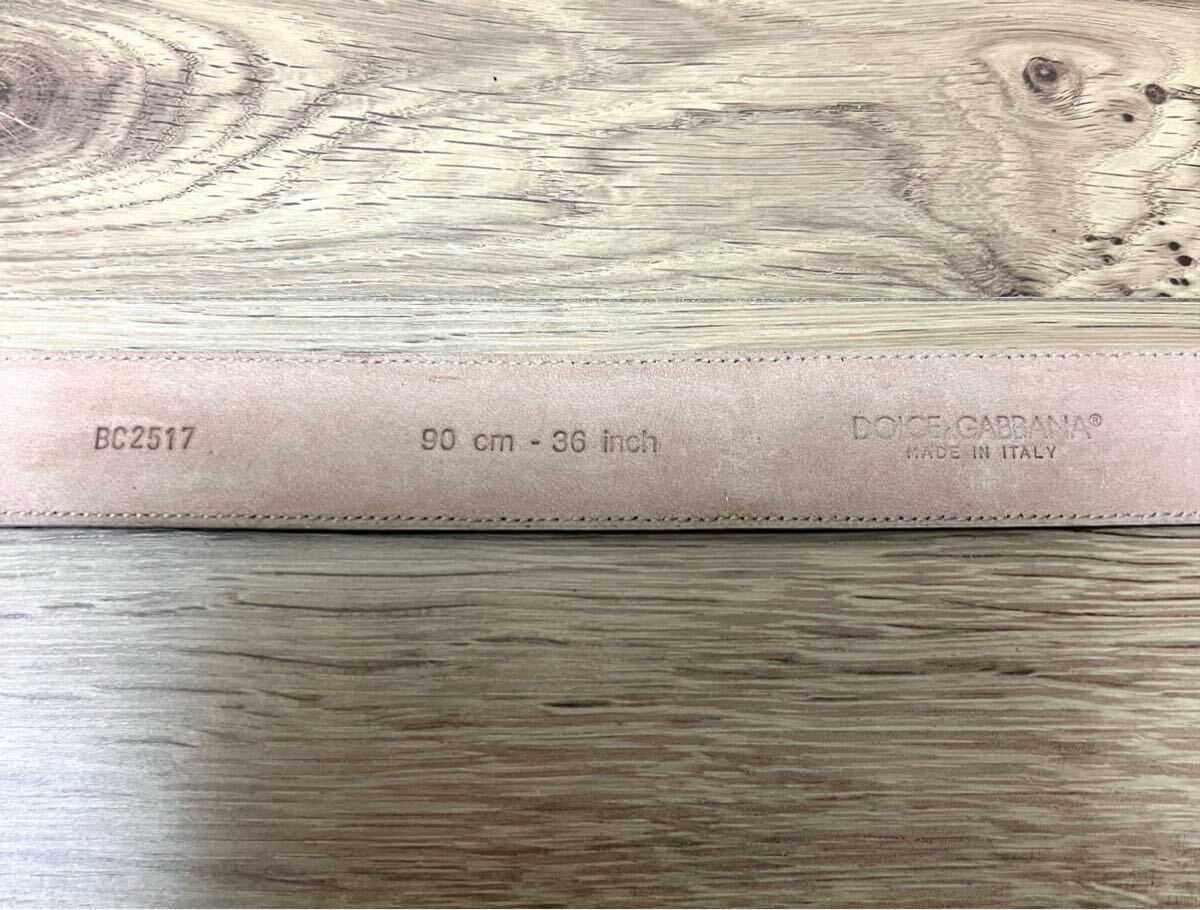 BC2517
90 cm - 36 inch
DOLCE & GABBANA®
MADE IN ITALY